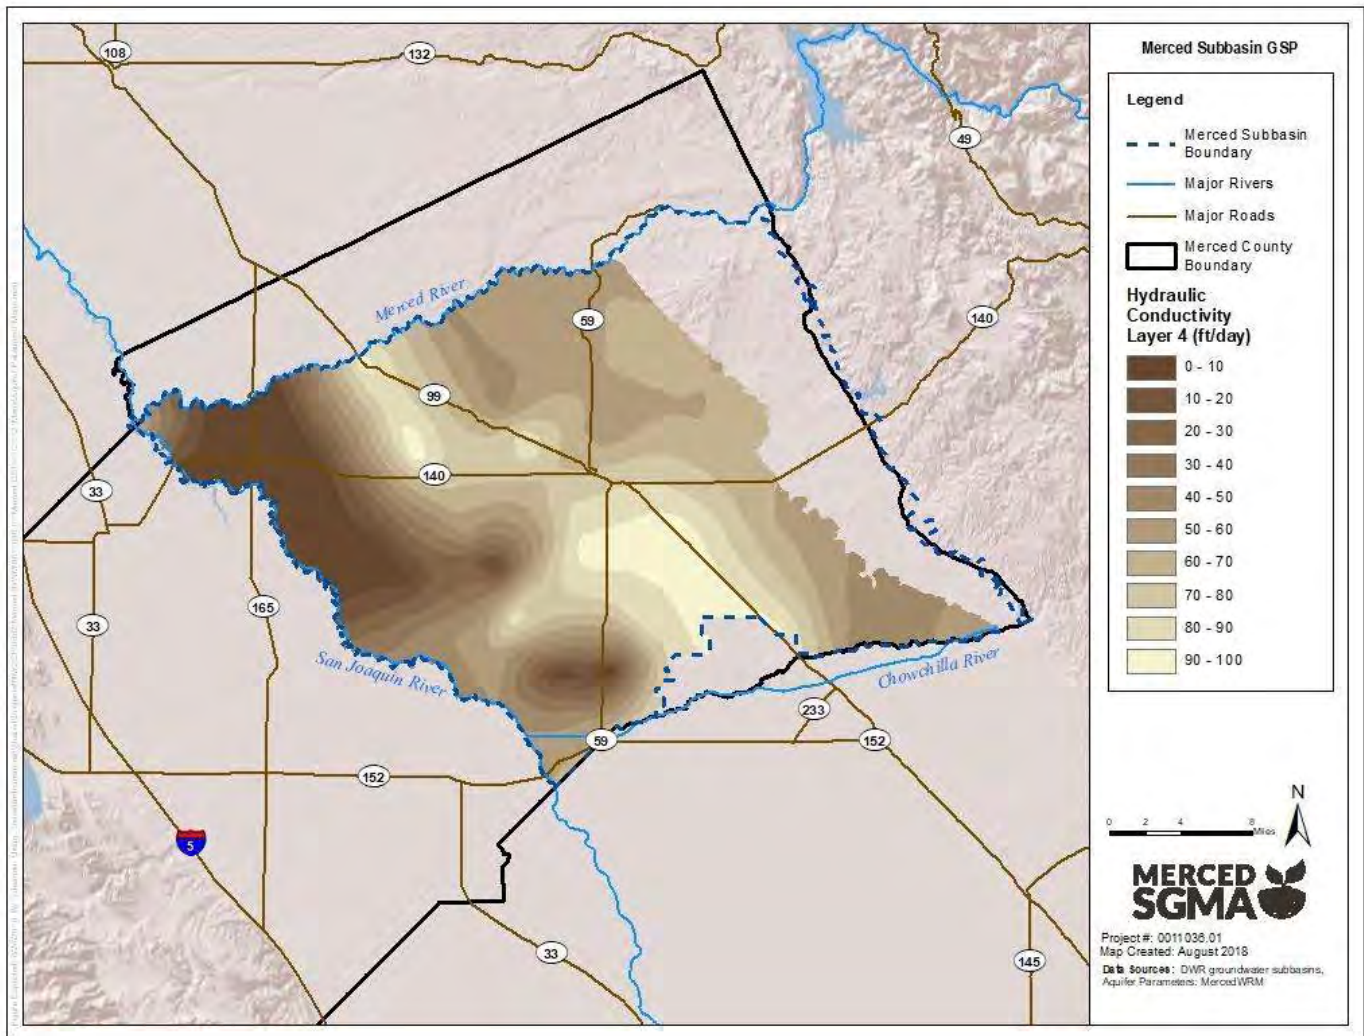 Merced Subbasin GSP
Legend
Merced Subbasin
Boundary
Major Rivers
Major Roads
Merced County
Boundary
Hydraulic
Conductivity
Layer 4 (ft/day)
0 - 10
10 - 20
20 - 30
30 - 40
40 - 50
50 - 60
60 - 70
70 - 80
80 - 90
90 - 100
N
0 2 4 8
Miles
MERCED
SGMA
Project #: 0011036.01
Map Created: August 2018
Data Sources: DWR groundwater subbasins,
Aquifer Parameters: MercedWRM
108
132
49
Merced River
59
140
99
140
33
165
33
San Joaquin River
Chowchilla River
233
59
152
152
5
33
145